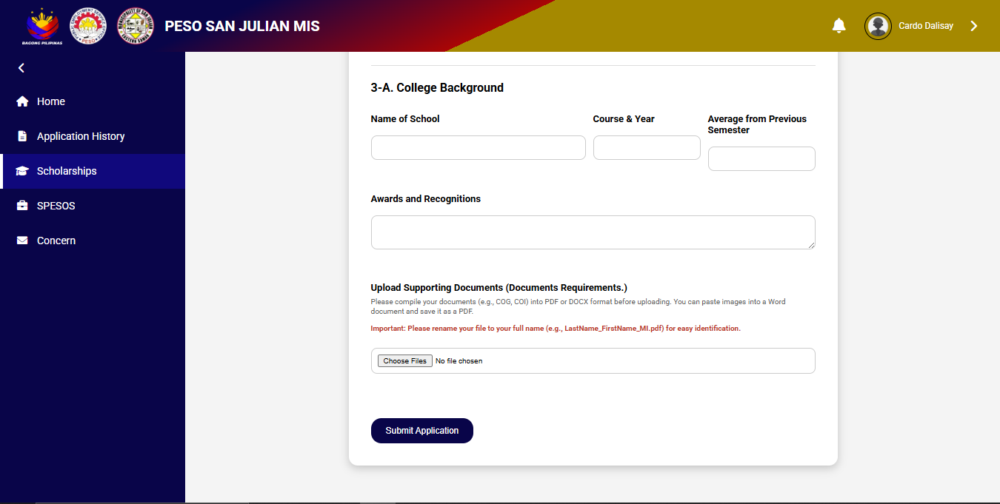 BAGONG PILIPINAS
PESO
PESO SAN JULIAN MIS
Cardo Dalisay
Home
Application History
Scholarships
SPESOS
Concern
3-A. College Background
Name of School
Course & Year
Average from Previous
Semester
Awards and Recognitions
Upload Supporting Documents (Documents Requirements.)
Please compile your documents (e.g., COG, COI) into PDF or DOCX format before uploading. You can paste images into a Word
document and save it as a PDF.
Important: Please rename your file to your full name (e.g., LastName_FirstName_MI.pdf) for easy identification.
Choose Files No file chosen
Submit Application